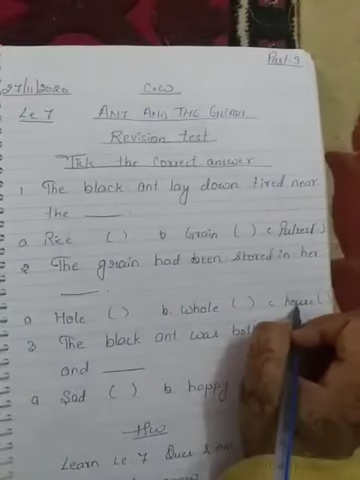 Part-3
27/11/2020 C.W
Le 7 Ant And The Grain
Revision test
Tick the correct answer
1 The black ant lay down tired near
the ____.
a Rice ( ) b Grain ( ) c Pulses ( )
2 The grain had been stored in her
____.
a Hole ( ) b. Whole ( ) c house ( )
3 The black ant was
and ____
a Sad ( ) b. happy
H.W
Learn Le 7 Ques & Ans